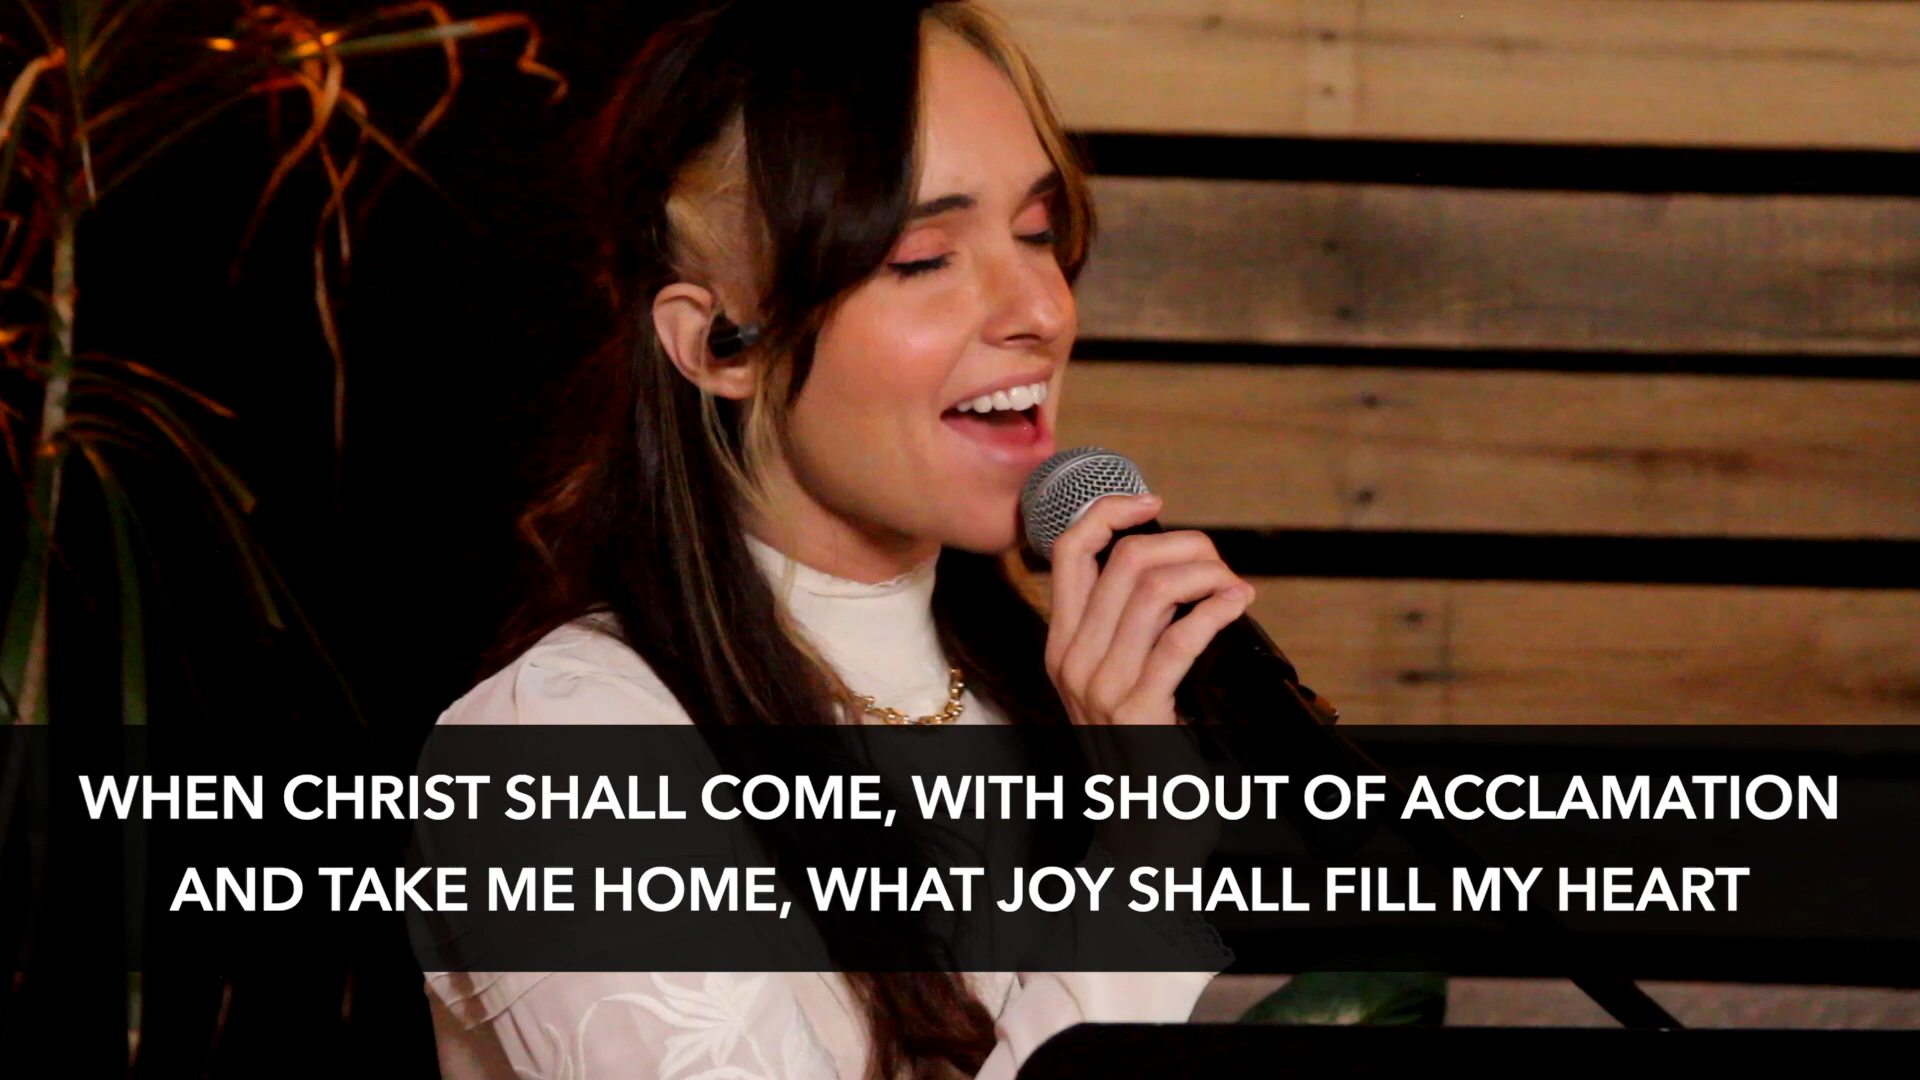 WHEN CHRIST SHALL COME, WITH SHOUT OF ACCLAMATION
AND TAKE ME HOME, WHAT JOY SHALL FILL MY HEART